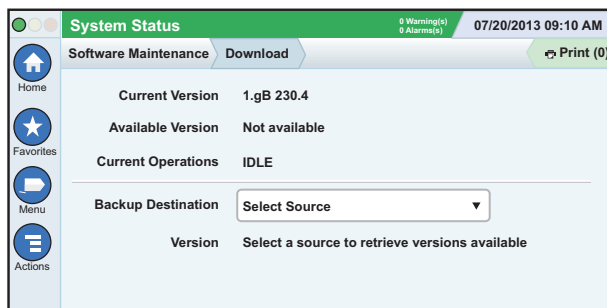 System Status
0 Warning(s)
0 Alarms(s)
07/20/2013 09:10 AM
Software Maintenance
Download
Print (0)
Home
Current Version 1.gB 230.4
Available Version Not available
Favorites
Current Operations IDLE
Menu
Backup Destination Select Source
Version Select a source to retrieve versions available
Actions